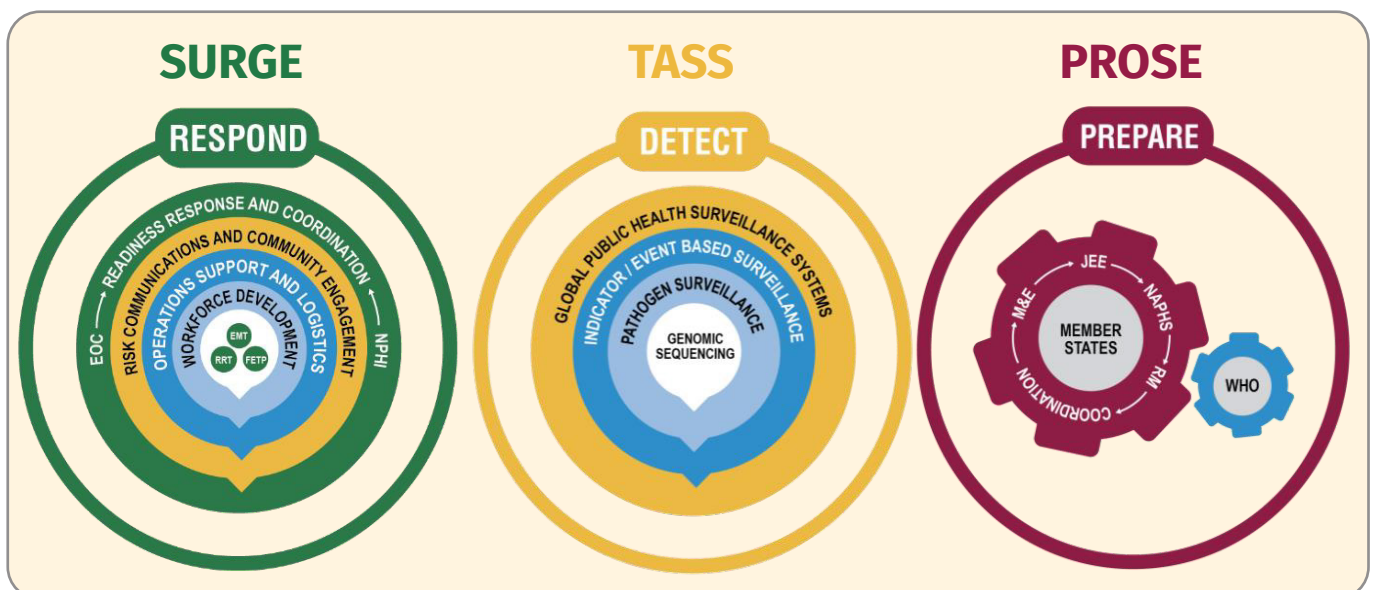 SURGE
RESPOND
EOC
READINESS RESPONSE AND COORDINATION
NPHI
RISK COMMUNICATIONS AND COMMUNITY ENGAGEMENT
OPERATIONS SUPPORT AND LOGISTICS
WORKFORCE DEVELOPMENT
EMT
RRT
FETP
TASS
DETECT
GLOBAL PUBLIC HEALTH SURVEILLANCE SYSTEMS
INDICATOR / EVENT BASED SURVEILLANCE
PATHOGEN SURVEILLANCE
GENOMIC
SEQUENCING
PROSE
PREPARE
JEE
NAPHS
RM
COORDINATION
M&E
MEMBER
STATES
WHO